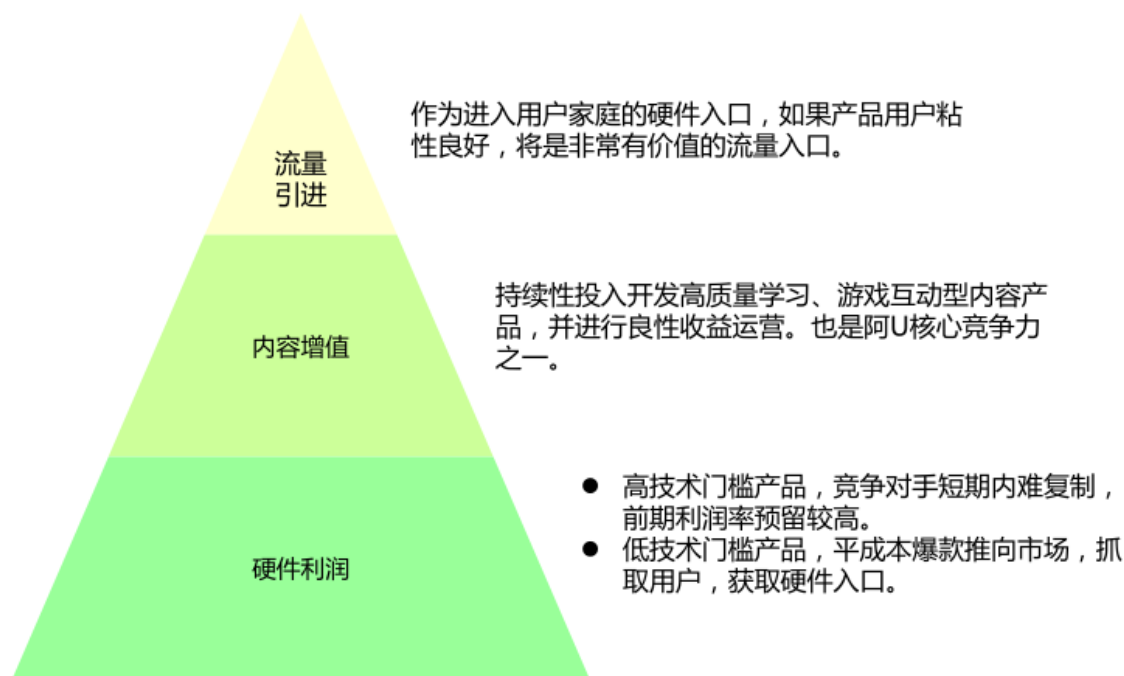 作为进入用户家庭的硬件入口，如果产品用户粘
性良好，将是非常有价值的流量入口。
流量
引进
持续性投入开发高质量学习、游戏互动型内容产
品，并进行良性收益运营。也是阿U核心竞争力
之一。
内容增值
● 高技术门槛产品，竞争对手短期内难复制，
前期利润率预留较高。
● 低技术门槛产品，平成本爆款推向市场，抓
取用户，获取硬件入口。
硬件利润